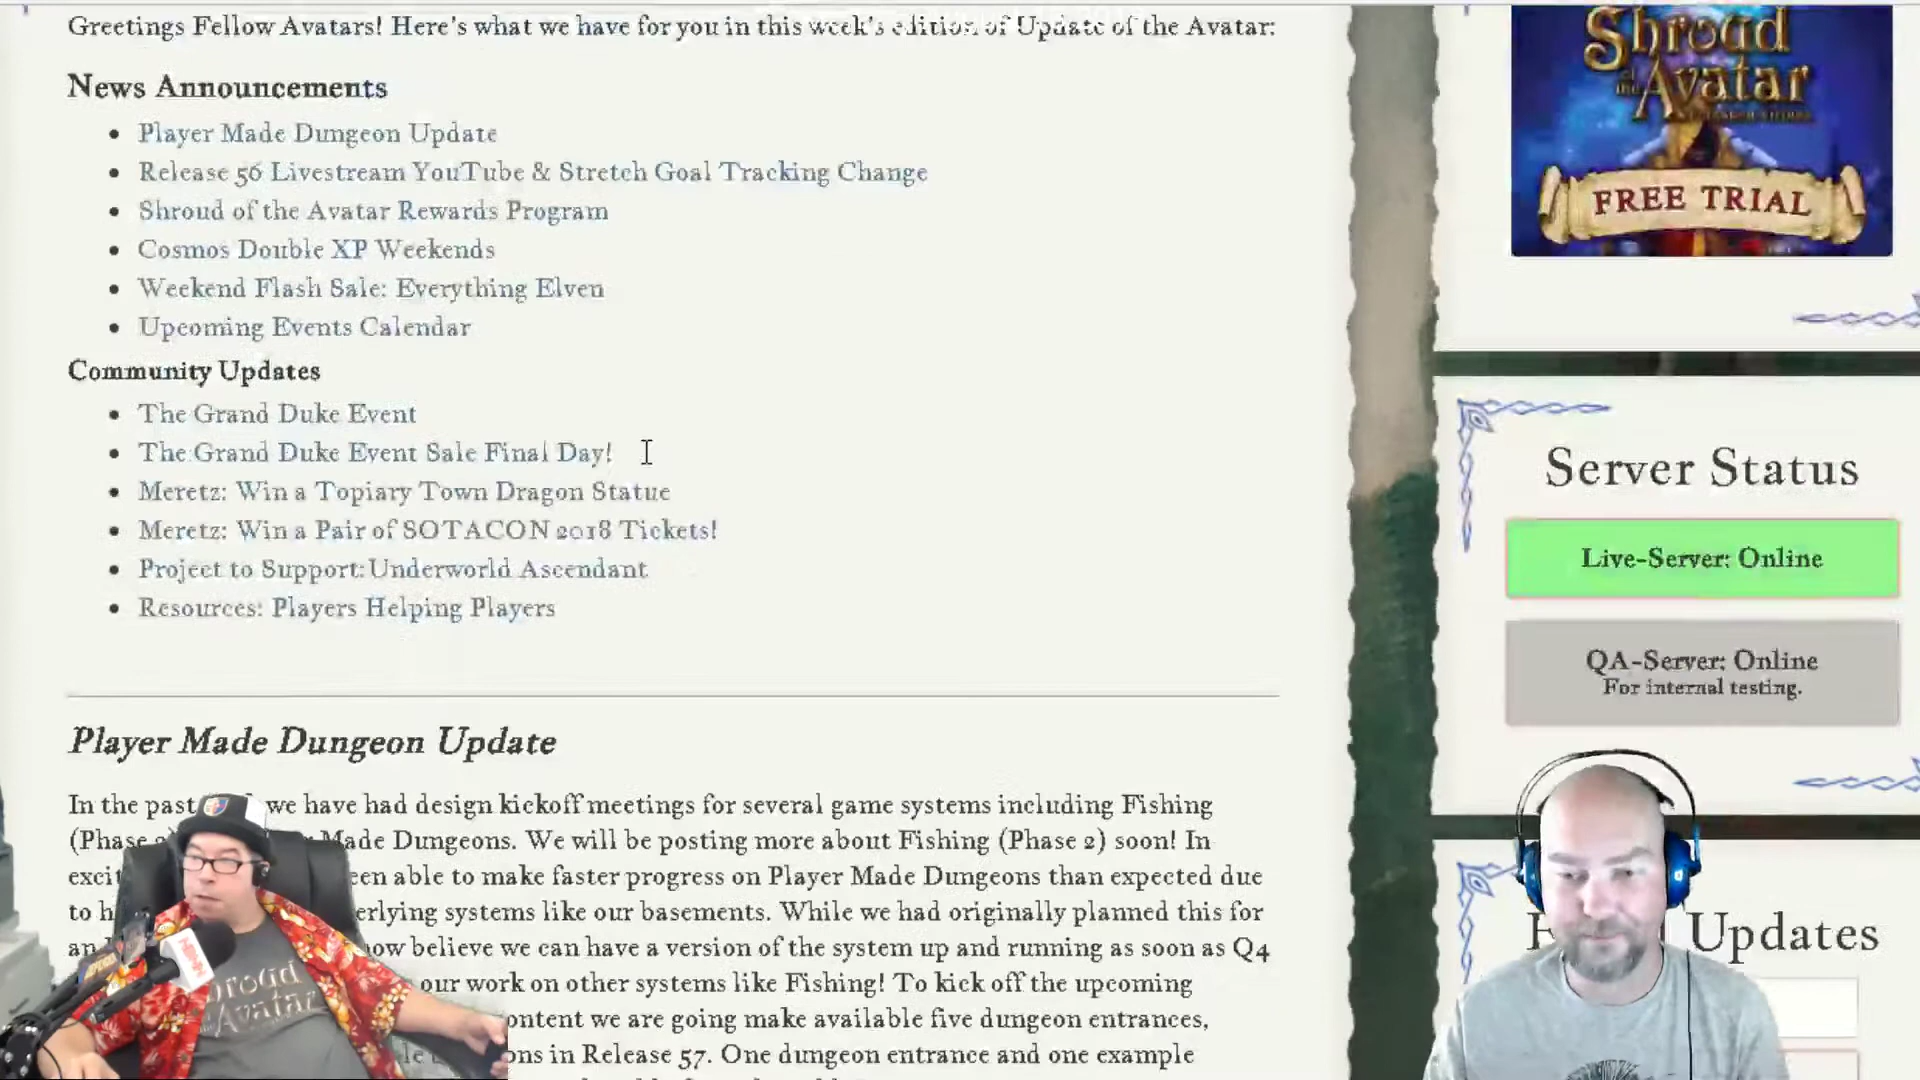 Greetings Fellow Avatars! Here's what we have for you in this week's edition of Update of the Avatar:
News Announcements
Player Made Dungeon Update
Release 56 Livestream YouTube & Stretch Goal Tracking Change
Shroud of the Avatar Rewards Program
Cosmos Double XP Weekends
Weekend Flash Sale: Everything Elven
Upcoming Events Calendar
Community Updates
The Grand Duke Event
The Grand Duke Event Sale Final Day!
Meretz: Win a Topiary Town Dragon Statue
Meretz: Win a Pair of SOTACON 2018 Tickets!
Project to Support: Underworld Ascendant
Resources: Players Helping Players
Player Made Dungeon Update
In the past we have had design kickoff meetings for several game systems including Fishing
(Phase Made Dungeons. We will be posting more about Fishing (Phase 2) soon! In
able to make faster progress on Player Made Dungeons than expected due
to systems like our basements. While we had originally planned this for
believe we can have a version of the system up and running as soon as Q4
our work on other systems like Fishing! To kick off the upcoming
we are going make available five dungeon entrances,
in Release 57. One dungeon entrance and one example
Shroud
of the
Avatar
FREE TRIAL
Server Status
Live-Server: Online
QA-Server: Online
For internal testing.
Updates
Shroud
Avatar